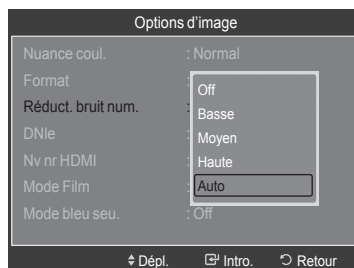 Options d'image
Nuance coul. : Normal
Format :
Réduct. bruit num. :
DNIe :
Nv nr HDMI :
Mode Film :
Mode bleu seu. : Off
Off
Basse
Moyen
Haute
Auto
Dépl. Intro. Retour